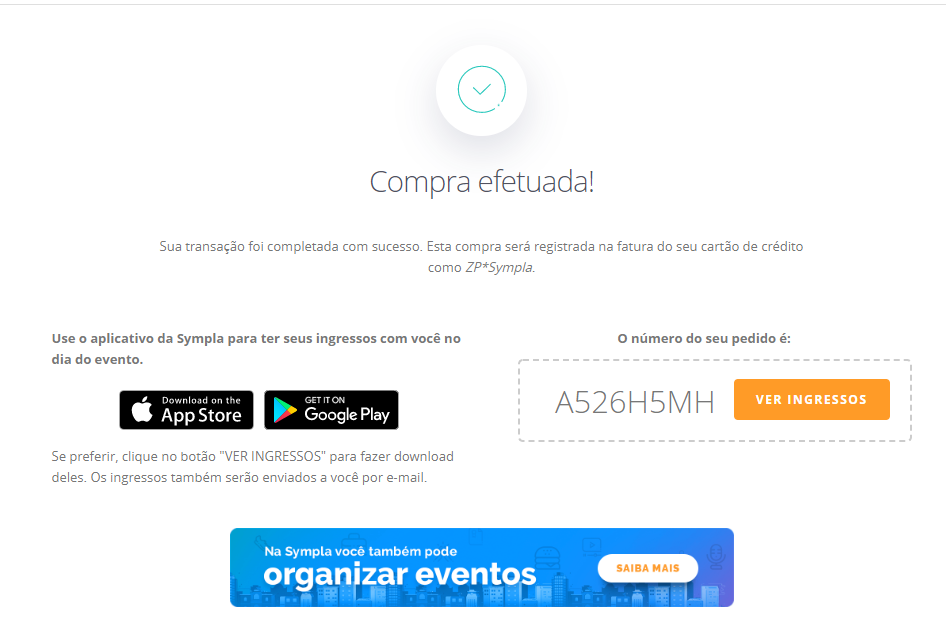 Compra efetuada!
Sua transação foi completada com sucesso. Esta compra será registrada na fatura do seu cartão de crédito
como ZP*Sympla.
Use o aplicativo da Sympla para ter seus ingressos com você no
dia do evento.
Download on the
App Store
GET IT ON
Google Play
Se preferir, clique no botão "VER INGRESSOS" para fazer download
deles. Os ingressos também serão enviados a você por e-mail.
O número do seu pedido é:
A526H5MH
VER INGRESSOS
Na Sympla você também pode
organizar eventos
SAIBA MAIS